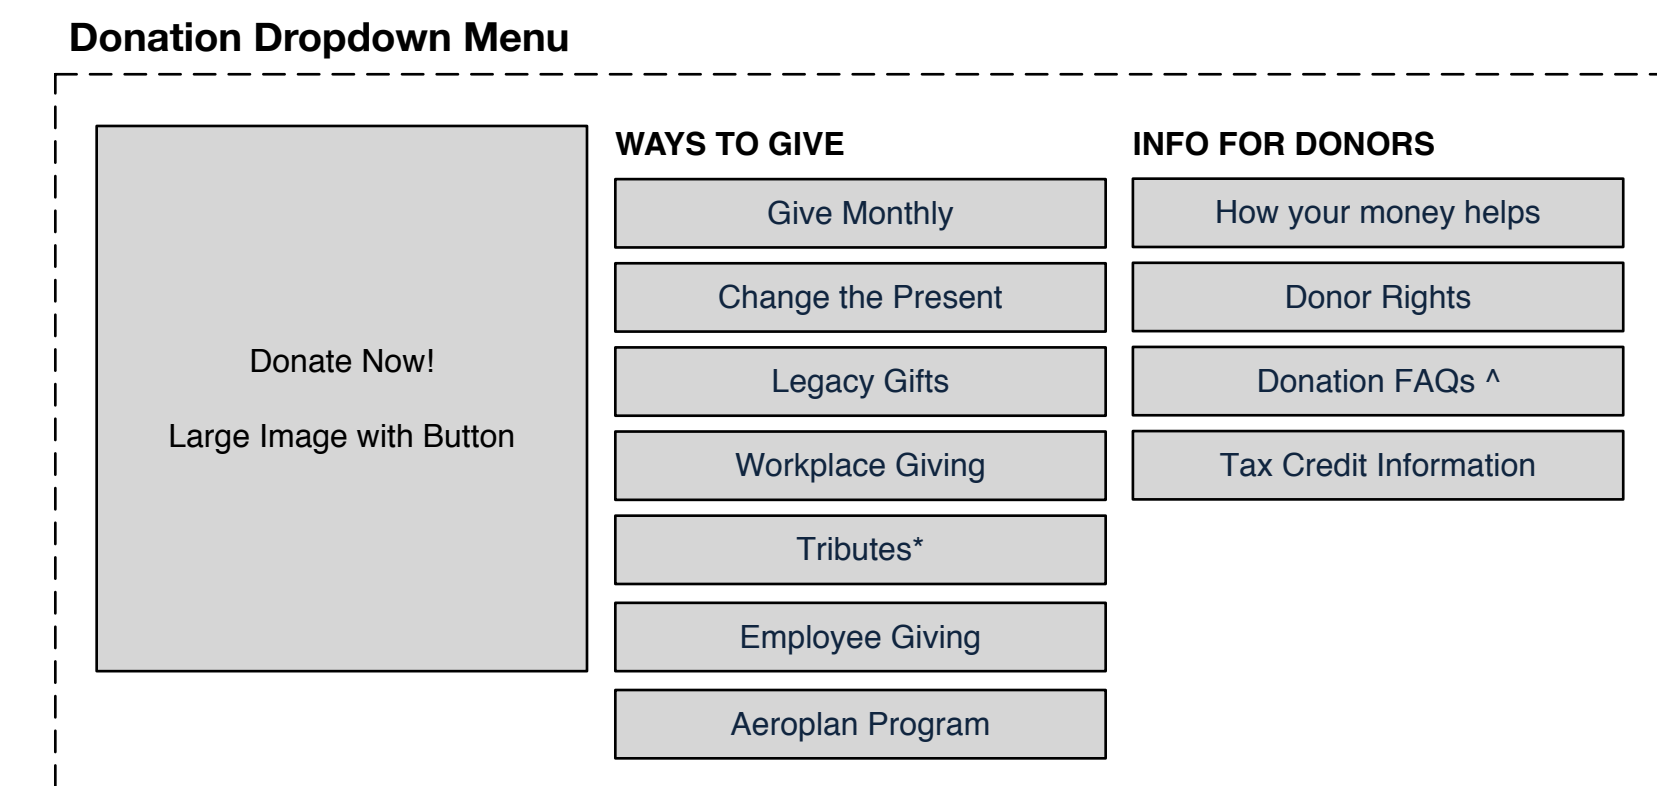 Donation Dropdown Menu
Donate Now!
Large Image with Button
WAYS TO GIVE
Give Monthly
Change the Present
Legacy Gifts
Workplace Giving
Tributes*
Employee Giving
Aeroplan Program
INFO FOR DONORS
How your money helps
Donor Rights
Donation FAQs ^
Tax Credit Information